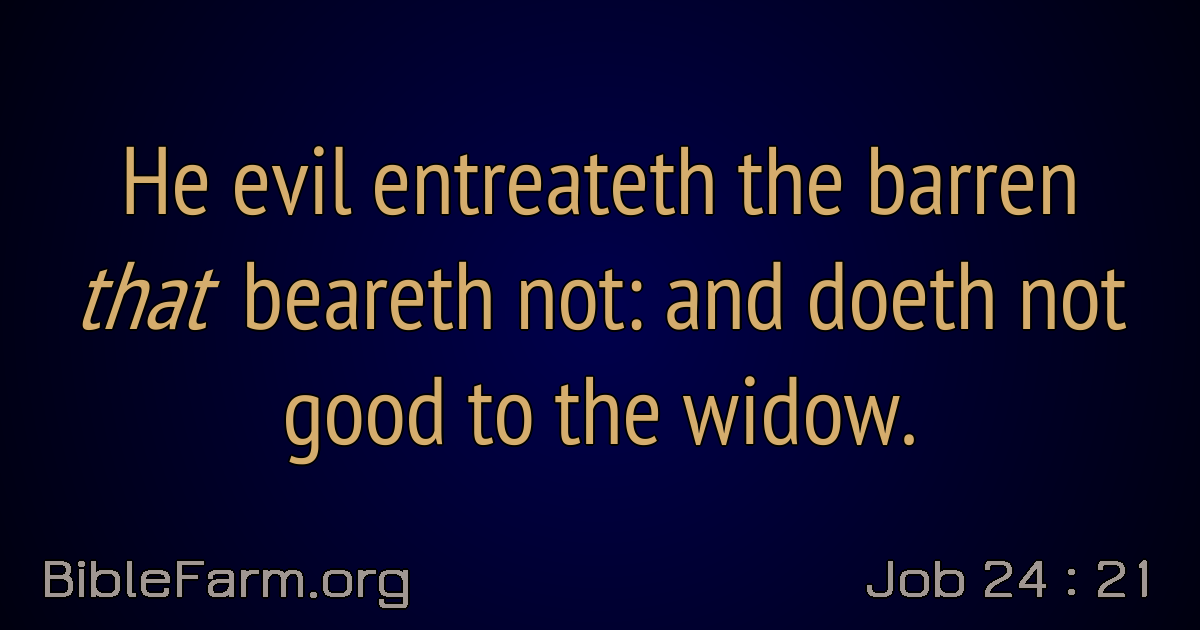 He evil entreateth the barren
that beareth not: and doeth not
good to the widow.
BibleFarm.org
Job 24 : 21